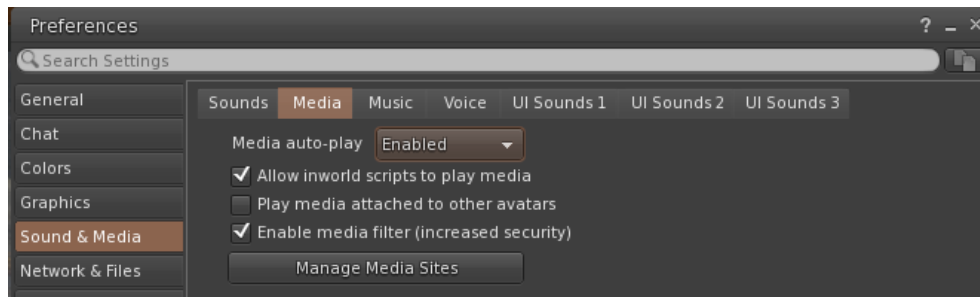 Preferences
?
Search Settings
General
Chat
Colors
Graphics
Sound & Media
Network & Files
Sounds Media Music Voice UI Sounds 1 UI Sounds 2 UI Sounds 3
Media auto-play Enabled
Allow inworld scripts to play media
Play media attached to other avatars
Enable media filter (increased security)
Manage Media Sites